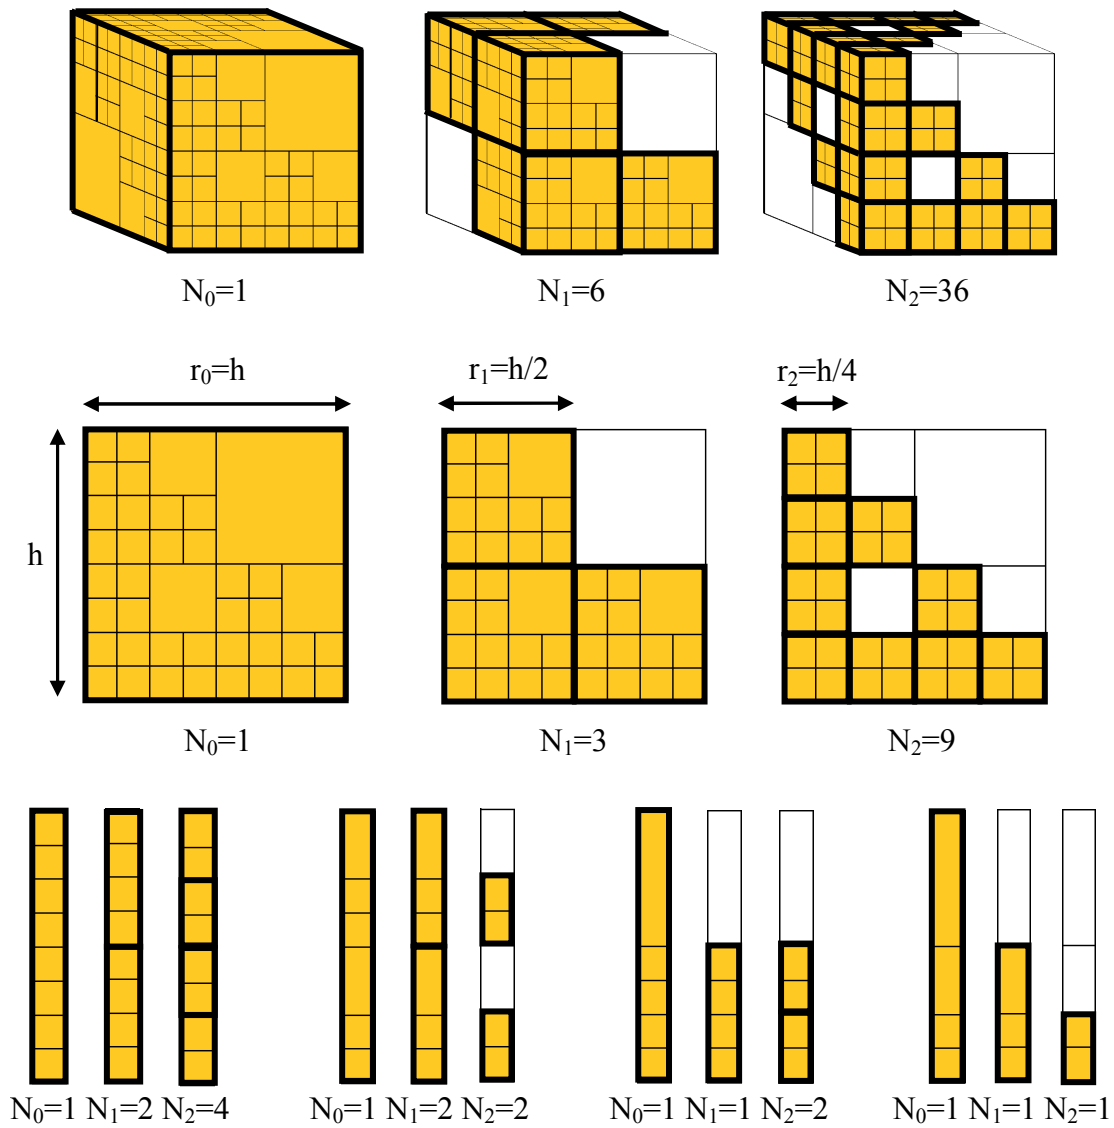 N₀=1 N₁=6 N₂=36
r₀=h r₁=h/2 r₂=h/4
h
N₀=1 N₁=3 N₂=9
N₀=1 N₁=2 N₂=4 N₀=1 N₁=2 N₂=2 N₀=1 N₁=1 N₂=2 N₀=1 N₁=1 N₂=1